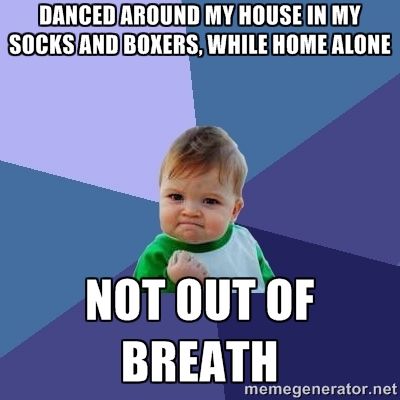 DANCED AROUND MY HOUSE IN MY
SOCKS AND BOXERS, WHILE HOME ALONE
NOT OUT OF
BREATH
memegenerator.net